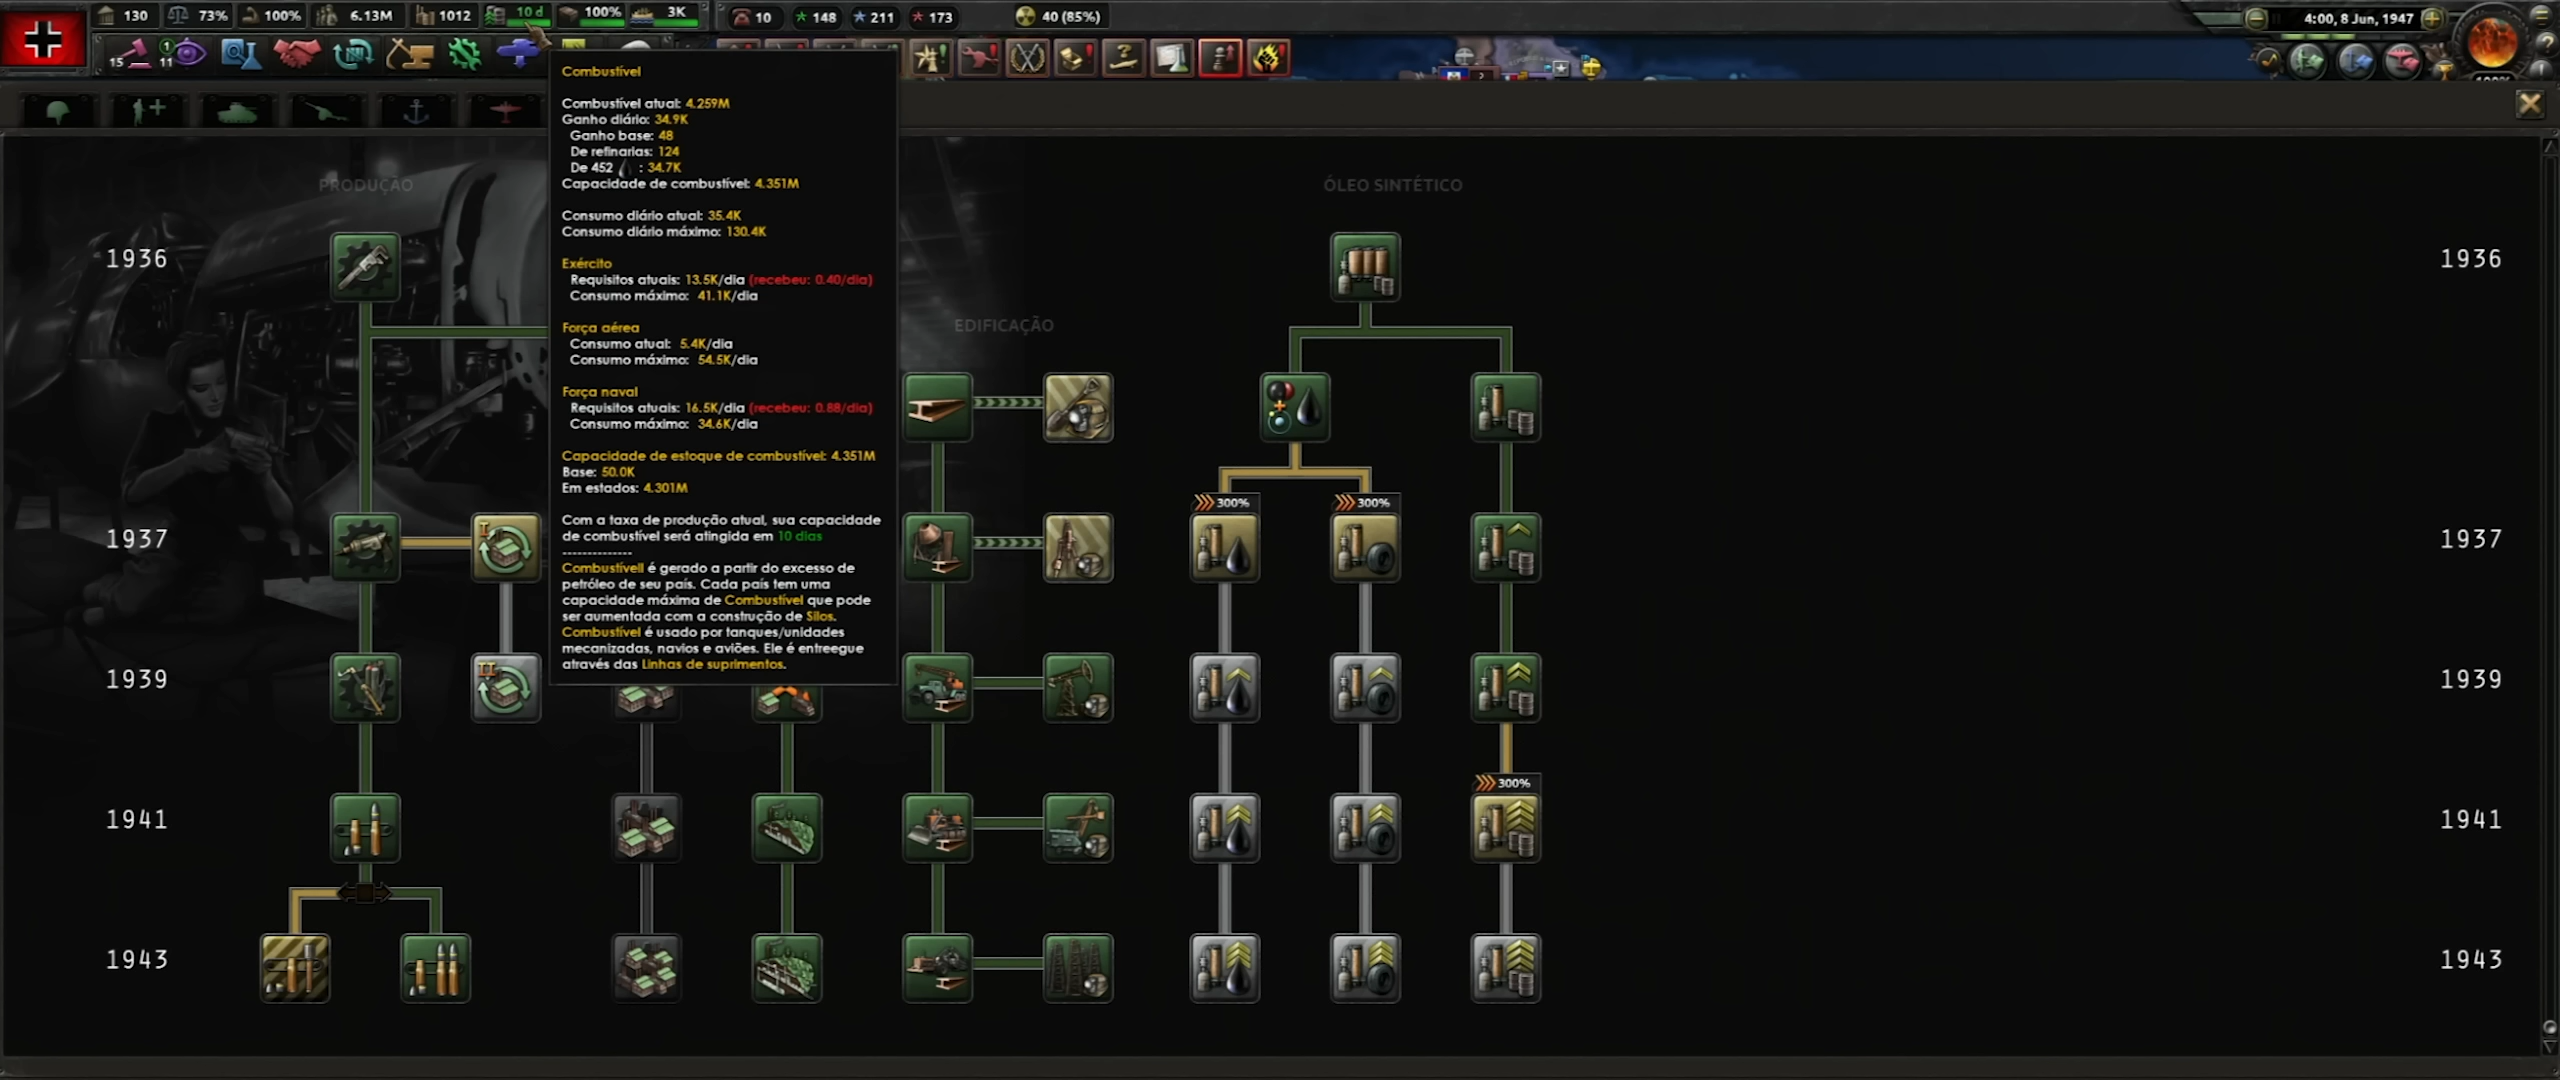 130 73% 100% 6.13M 1012 10 d 100% 3K 10 148 211 173 40 (85%) 4:00, 8 Jun, 1947
15 1 11
Combustível
Combustível atual: 4.259M
Ganho diário: 34.9K
Ganho base: 48
De refinarias: 124
De 452 : 34.7K
Capacidade de combustível: 4.351M
Consumo diário atual: 35.4K
Consumo diário máximo: 130.4K
Exército
Requisitos atuais: 13.5K/dia (recebeu: 0.40/dia)
Consumo máximo: 41.1K/dia
Força aérea
Consumo atual: 5.4K/dia
Consumo máximo: 54.5K/dia
Força naval
Requisitos atuais: 16.5K/dia (recebeu: 0.88/dia)
Consumo máximo: 34.6K/dia
Capacidade de estoque de combustível: 4.351M
Base: 50.0K
Em estados: 4.301M
Com a taxa de produção atual, sua capacidade
de combustível será atingida em 10 dias
--------------
Combustívell é gerado a partir do excesso de
petróleo de seu país. Cada país tem uma
capacidade máxima de Combustível que pode
ser aumentada com a construção de Silos.
Combustível é usado por tanques/unidades
mecanizadas, navios e aviões. Ele é entreegue
através das Linhas de suprimentos.
PRODUÇÃO
EDIFICAÇÃO
ÓLEO SINTÉTICO
1936 1936
300% 300%
1937 1937
1939 1939
300%
1941 1941
1943 1943